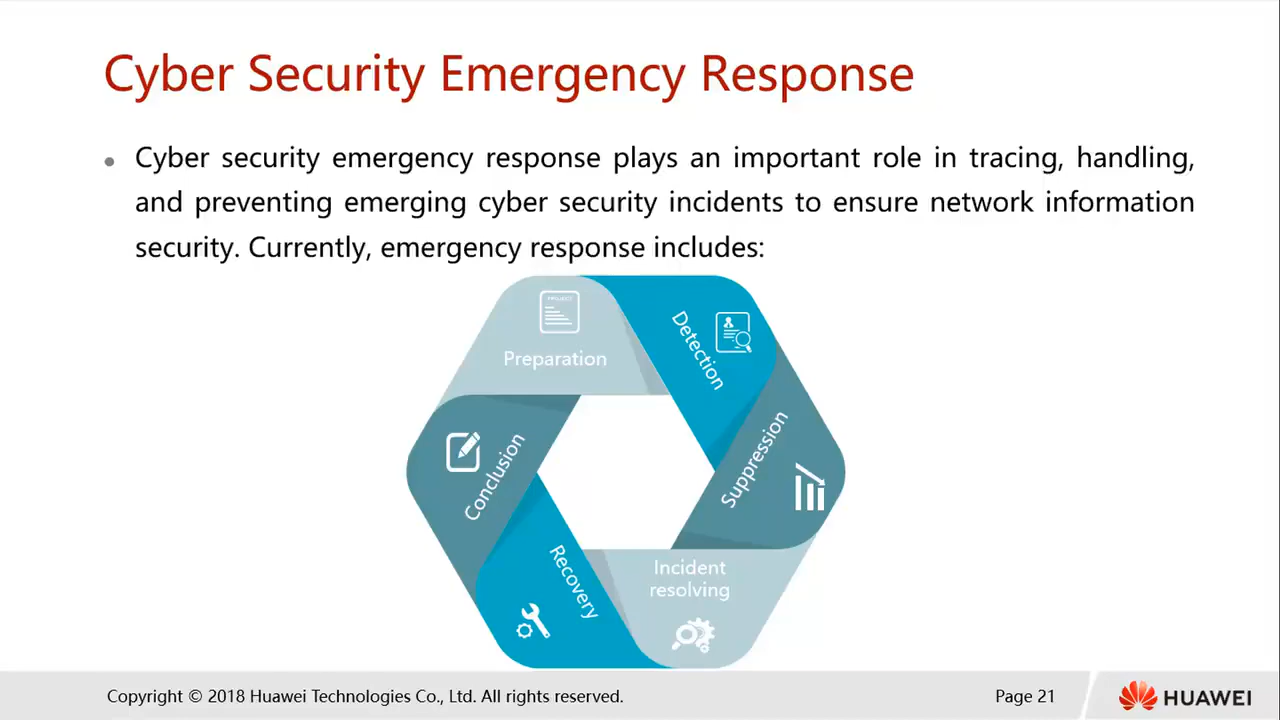 Cyber Security Emergency Response
Cyber security emergency response plays an important role in tracing, handling,
and preventing emerging cyber security incidents to ensure network information
security. Currently, emergency response includes:
Preparation
Detection
Suppression
Incident
resolving
Recovery
Conclusion
Copyright © 2018 Huawei Technologies Co., Ltd. All rights reserved.
Page 21
HUAWEI